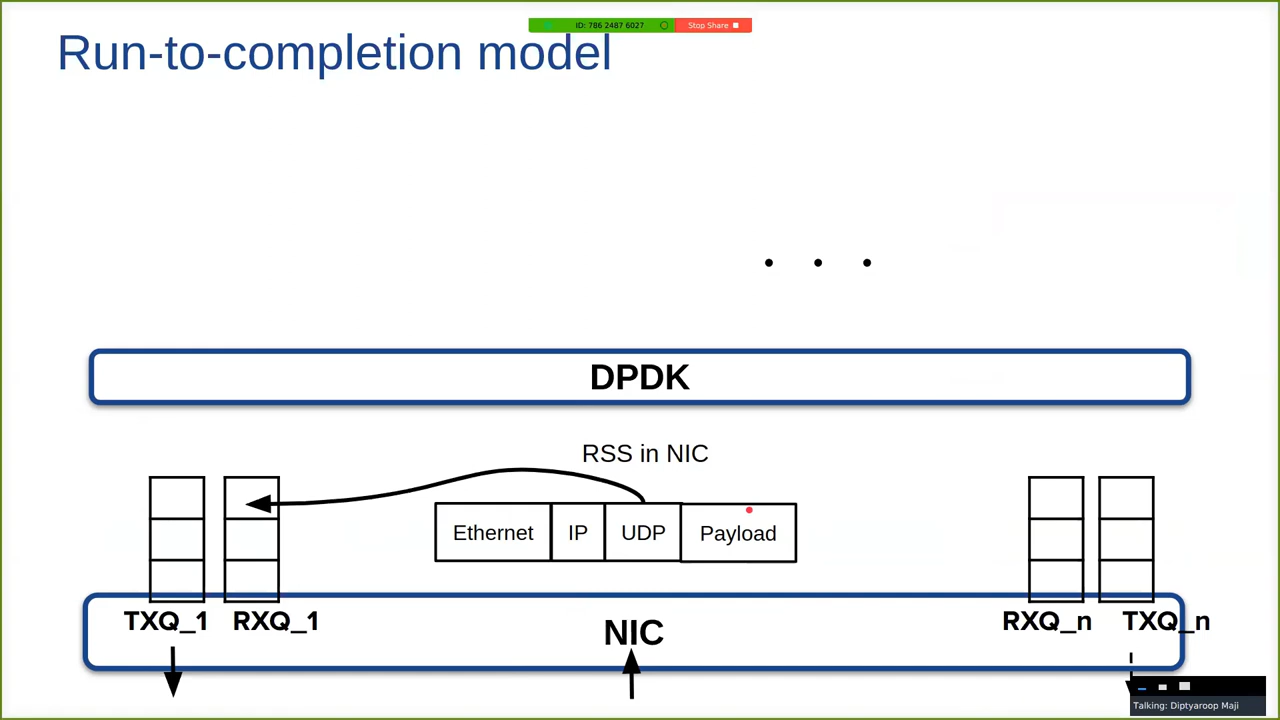 ID: 786 2487 6027
Stop Share
Run-to-completion model
. . .
DPDK
RSS in NIC
Ethernet IP UDP Payload
TXQ_1 RXQ_1 NIC RXQ_n TXQ_n
Talking: Diptyaroop Maji